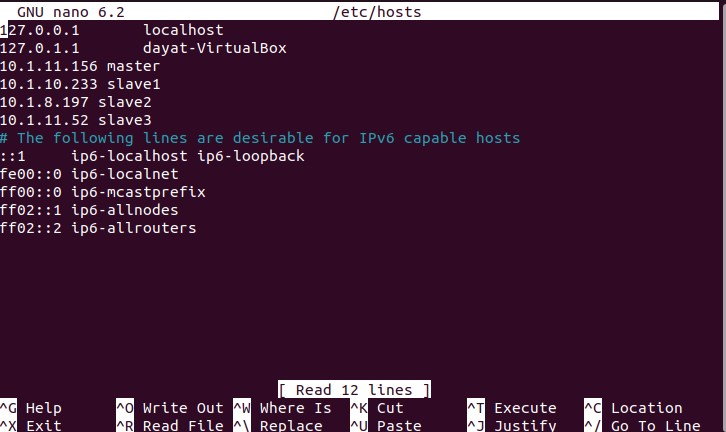 GNU nano 6.2 /etc/hosts
127.0.0.1 localhost
127.0.1.1 dayat-VirtualBox
10.1.11.156 master
10.1.10.233 slave1
10.1.8.197 slave2
10.1.11.52 slave3
# The following lines are desirable for IPv6 capable hosts
::1 ip6-localhost ip6-loopback
fe00::0 ip6-localnet
ff00::0 ip6-mcastprefix
ff02::1 ip6-allnodes
ff02::2 ip6-allrouters
[ Read 12 lines ]
^G Help ^O Write Out ^W Where Is ^K Cut ^T Execute ^C Location
^X Exit ^R Read File ^\ Replace ^U Paste ^J Justify ^/ Go To Line